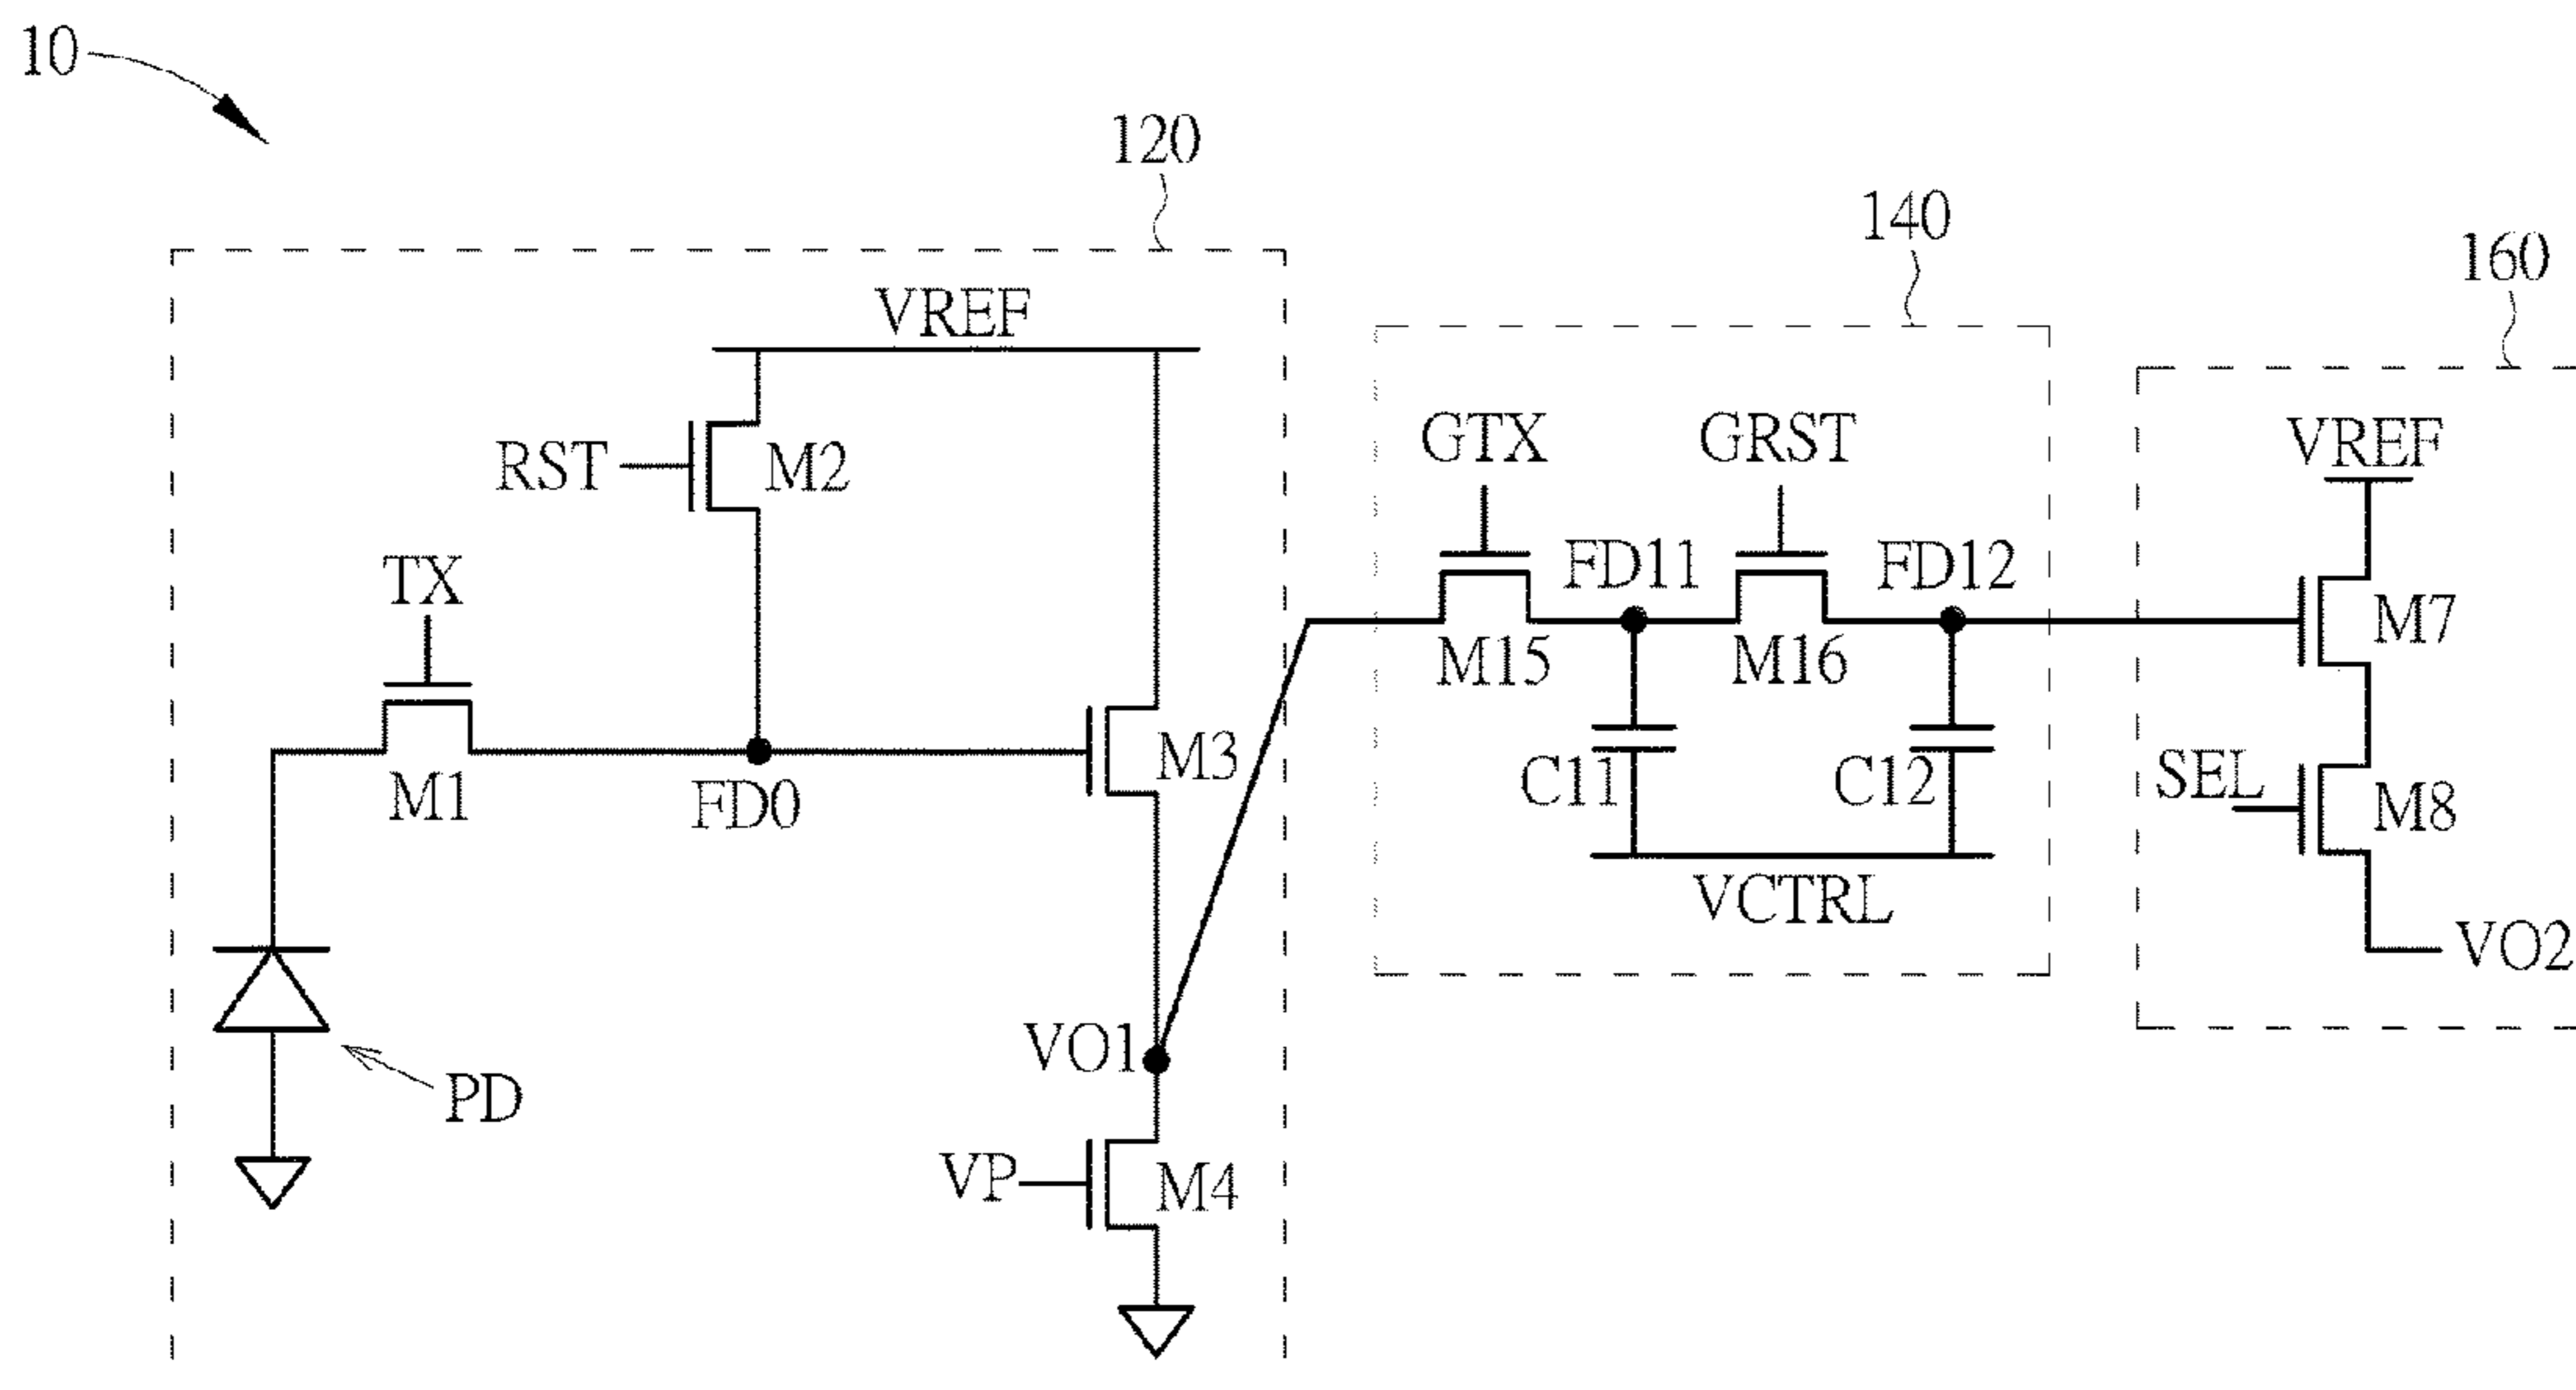 10
120
140
160
VREF
VREF
GTX
GRST
RST
M2
FD11
FD12
TX
M7
M15
M16
M3
M1
FD0
C11
C12
SEL
M8
VCTRL
VO2
VO1
PD
VP
M4